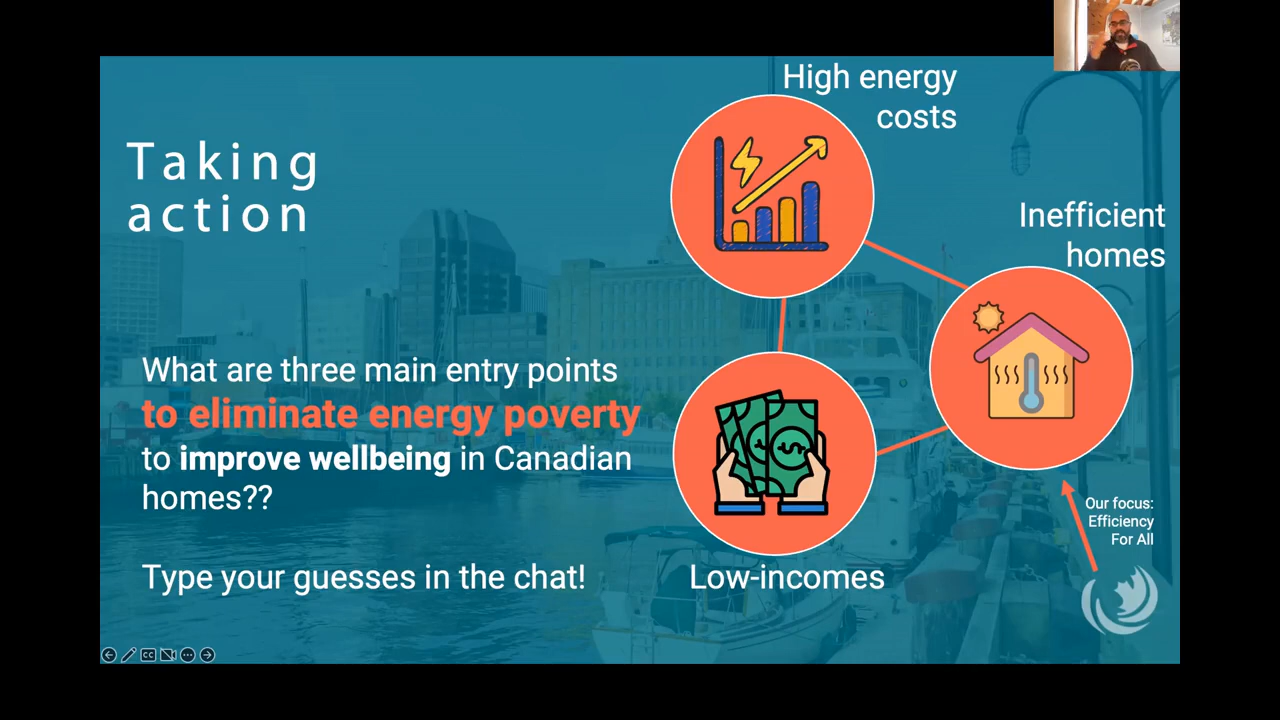 Taking
action
What are three main entry points
to eliminate energy poverty
to improve wellbeing in Canadian
homes??
Type your guesses in the chat!
High energy
costs
Inefficient
homes
Low-incomes
Our focus:
Efficiency
For All
CC